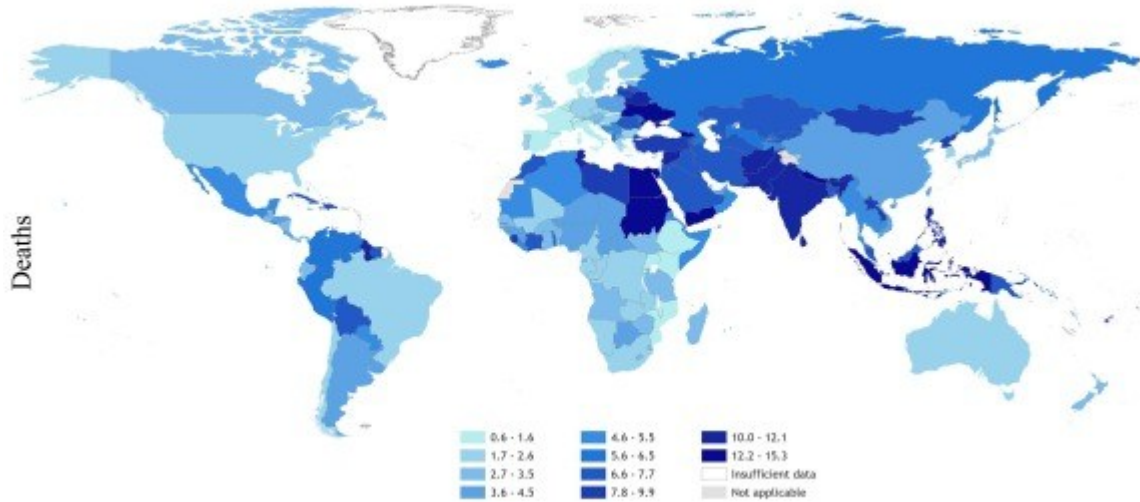 Deaths
0.6 - 1.6
1.7 - 2.6
2.7 - 3.5
3.6 - 4.5
4.6 - 5.5
5.6 - 6.5
6.6 - 7.7
7.8 - 9.9
10.0 - 12.1
12.2 - 15.3
Insufficient data
Not applicable